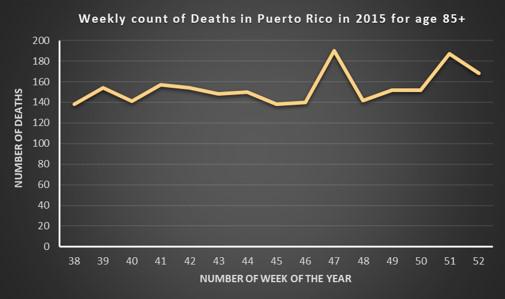 Weekly count of Deaths in Puerto Rico in 2015 for age 85+
NUMBER OF DEATHS
200
180
160
140
120
100
80
60
40
20
0
38 39 40 41 42 43 44 45 46 47 48 49 50 51 52
NUMBER OF WEEK OF THE YEAR